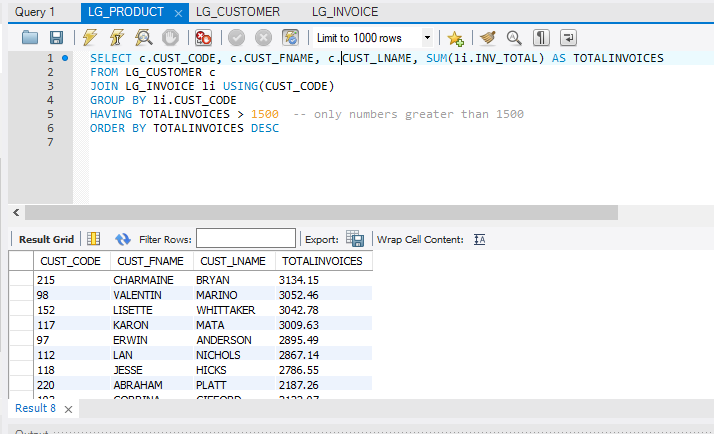 Query 1 LG_PRODUCT LG_CUSTOMER LG_INVOICE
Limit to 1000 rows
1 SELECT c.CUST_CODE, c.CUST_FNAME, c.CUST_LNAME, SUM(li.INV_TOTAL) AS TOTALINVOICES
2 FROM LG_CUSTOMER c
3 JOIN LG_INVOICE li USING(CUST_CODE)
4 GROUP BY li.CUST_CODE
5 HAVING TOTALINVOICES > 1500 -- only numbers greater than 1500
6 ORDER BY TOTALINVOICES DESC
7
Result Grid Filter Rows: Export: Wrap Cell Content:
CUST_CODE CUST_FNAME CUST_LNAME TOTALINVOICES
215 CHARMAINE BRYAN 3134.15
98 VALENTIN MARINO 3052.46
152 LISETTE WHITTAKER 3042.78
117 KARON MATA 3009.63
97 ERWIN ANDERSON 2895.49
112 LAN NICHOLS 2867.14
118 JESSE HICKS 2786.55
220 ABRAHAM PLATT 2187.26
Result 8